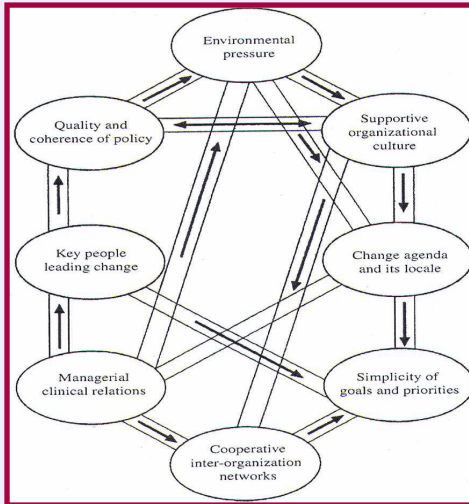 Environmental
pressure
Quality and
coherence of policy
Supportive
organizational
culture
Key people
leading change
Change agenda
and its locale
Managerial
clinical relations
Simplicity of
goals and priorities
Cooperative
inter-organization
networks